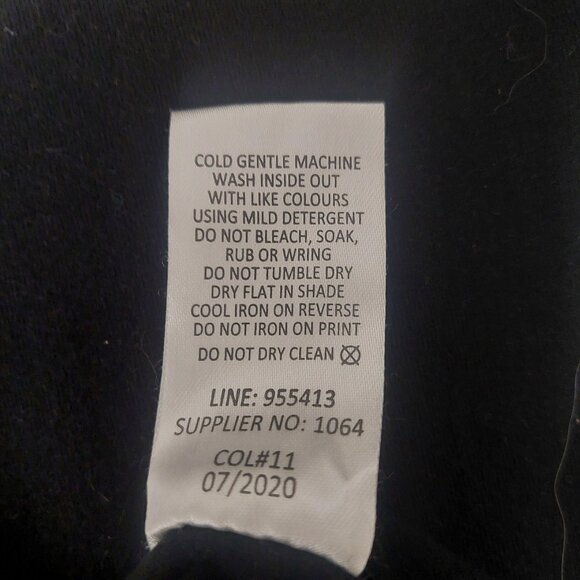 COLD GENTLE MACHINE
WASH INSIDE OUT
WITH LIKE COLOURS
USING MILD DETERGENT
DO NOT BLEACH, SOAK,
RUB OR WRING
DO NOT TUMBLE DRY
DRY FLAT IN SHADE
COOL IRON ON REVERSE
DO NOT IRON ON PRINT
DO NOT DRY CLEAN
LINE: 955413
SUPPLIER NO: 1064
COL#11
07/2020